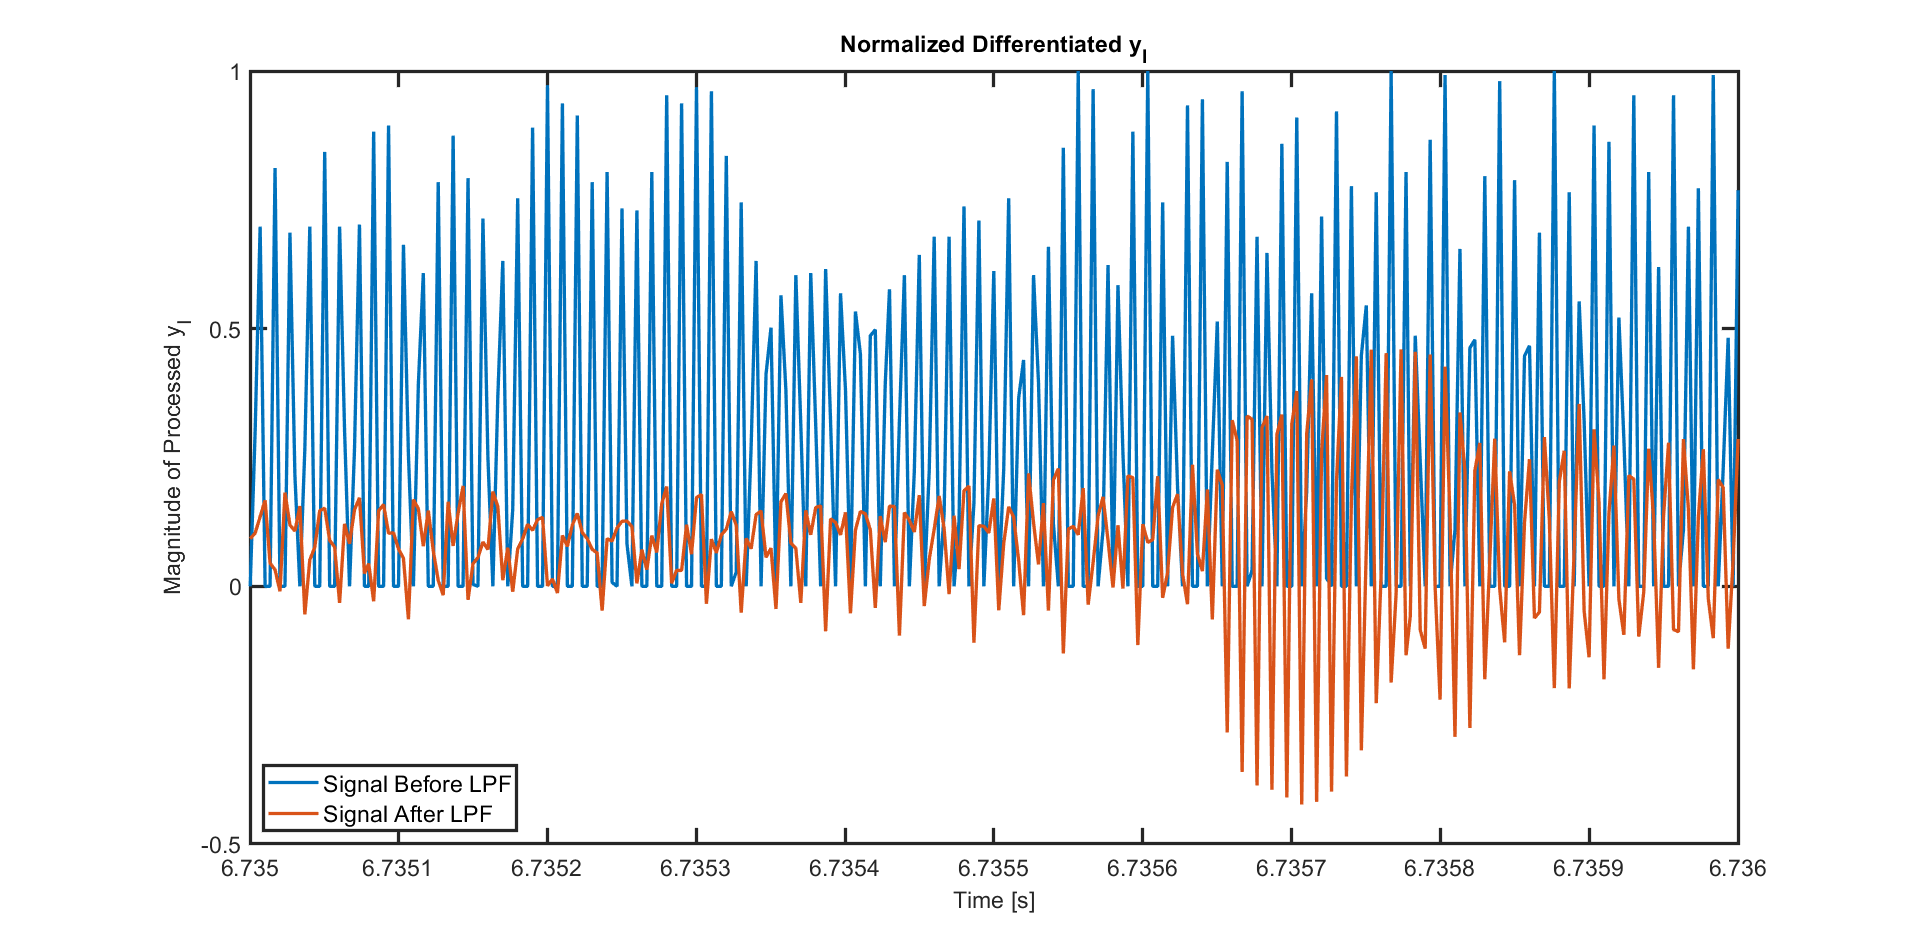 Normalized Differentiated y_l
Magnitude of Processed y_l
1
0.5
0
-0.5
Signal Before LPF
Signal After LPF
6.735 6.7351 6.7352 6.7353 6.7354 6.7355 6.7356 6.7357 6.7358 6.7359 6.736
Time [s]